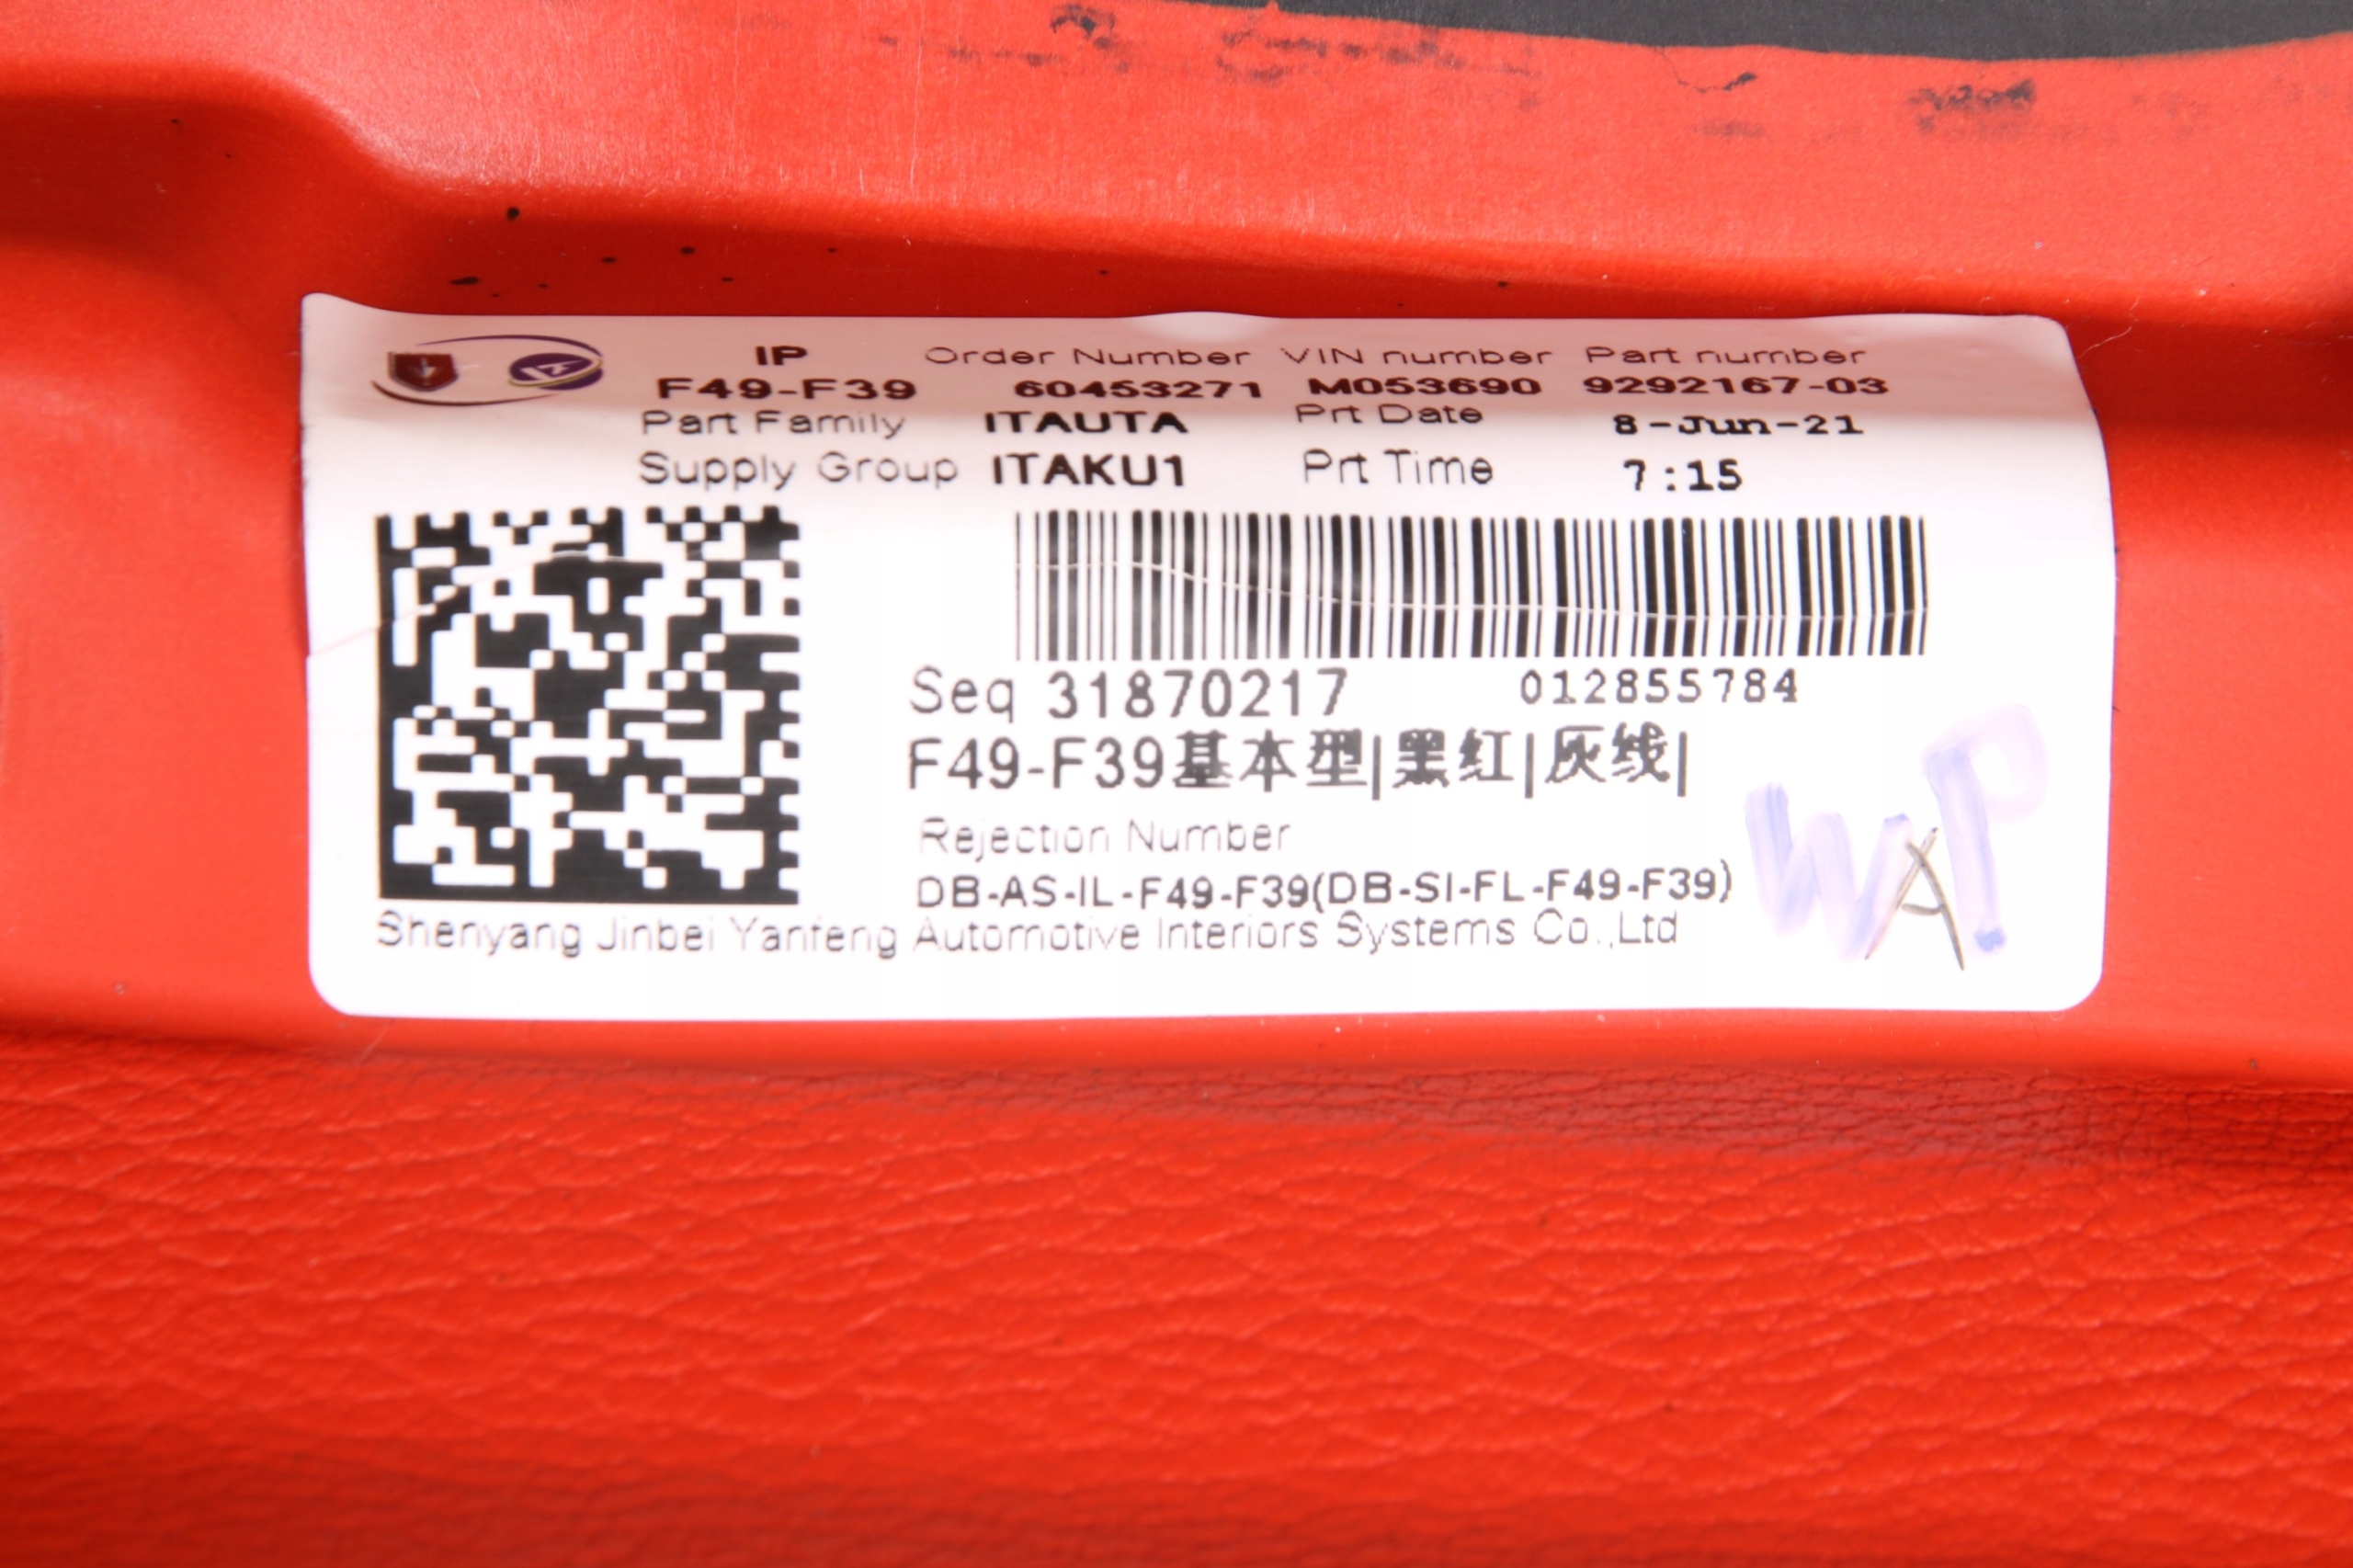 IP Order Number VIN number Part number
F49-F39 60453271 M053690 9292167-03
Part Family ITAUTA Prt Date 8-Jun-21
Supply Group ITAKU1 Prt Time 7:15
Seq 31870217 012855784
F49-F39基本型|黑红|灰线|
Rejection Number
DB-AS-IL-F49-F39(DB-SI-FL-F49-F39)
Shenyang Jinbei Yanfeng Automotive Interiors Systems Co.,Ltd